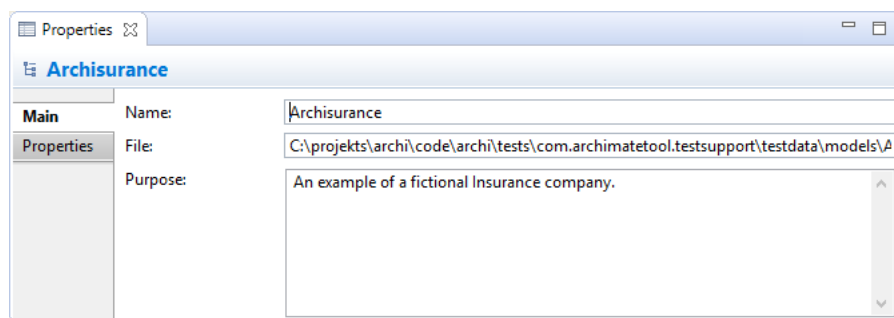 Properties
Archisurance
Main
Name:
Archisurance
Properties
File:
C:\projekts\archi\code\archi\tests\com.archimatetool.testsupport\testdata\models\A
Purpose:
An example of a fictional Insurance company.